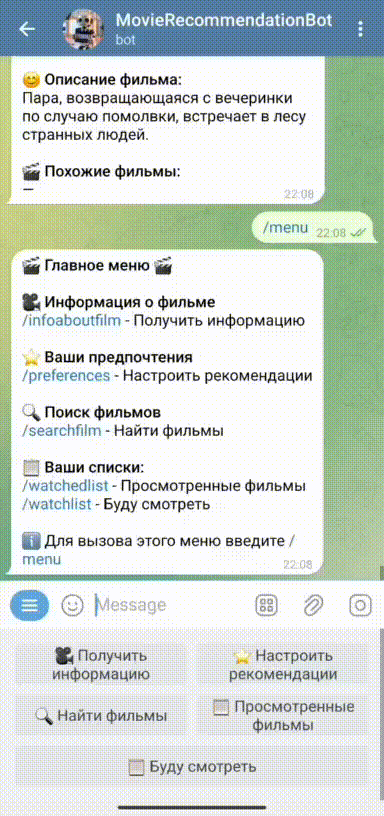 MovieRecommendationBot
bot
😊 Описание фильма:
Пара, возвращающаяся с вечеринки
по случаю помолвки, встречает в лесу
странных людей.
🎬 Похожие фильмы:
22:08
/menu 22:08
🎬 Главное меню 🎬
🎥 Информация о фильме
/infoaboutfilm - Получить информацию
⭐ Ваши предпочтения
/preferences - Настроить рекомендации
🔍 Поиск фильмов
/searchfilm - Найти фильмы
🗒 Ваши списки:
/watchedlist - Просмотренные фильмы
/watchlist - Буду смотреть
ℹ️ Для вызова этого меню введите /
menu
22:08
Message
🎥 Получить
информацию
⭐ Настроить
рекомендации
🔍 Найти фильмы
🗒 Просмотренные
фильмы
🗒 Буду смотреть